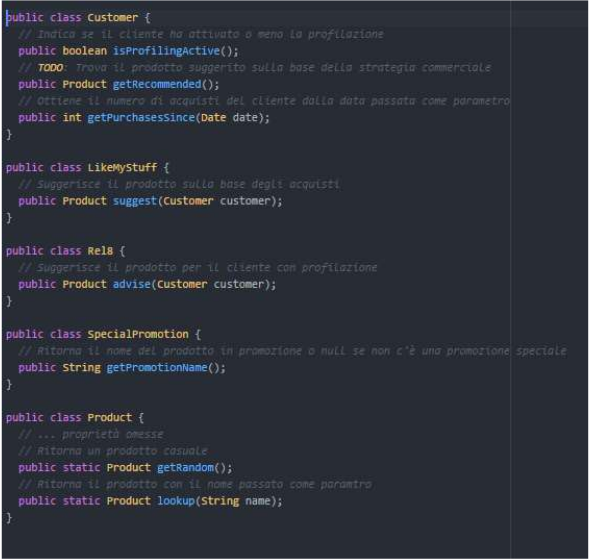 public class Customer {
// Indica se il cliente ha attivato o meno la profilazione
public boolean isProfilingActive();
// TODO: Trova il prodotto suggerito sulla base della strategia commerciale
public Product getRecommended();
// Ottiene il numero di acquisti del cliente dalla data passata come parametro
public int getPurchasesSince(Date date);
}
public class LikeMyStuff {
// Suggerisce il prodotto sulla base degli acquisti
public Product suggest(Customer customer);
}
public class Rel8 {
// Suggerisce il prodotto per il cliente con profilazione
public Product advise(Customer customer);
}
public class SpecialPromotion {
// Ritorna il nome del prodotto in promozione o null se non c'è una promozione speciale
public String getPromotionName();
}
public class Product {
// ... proprietà omesse
// Ritorna un prodotto casuale
public static Product getRandom();
// Ritorna il prodotto con il nome passato come paramtro
public static Product lookup(String name);
}